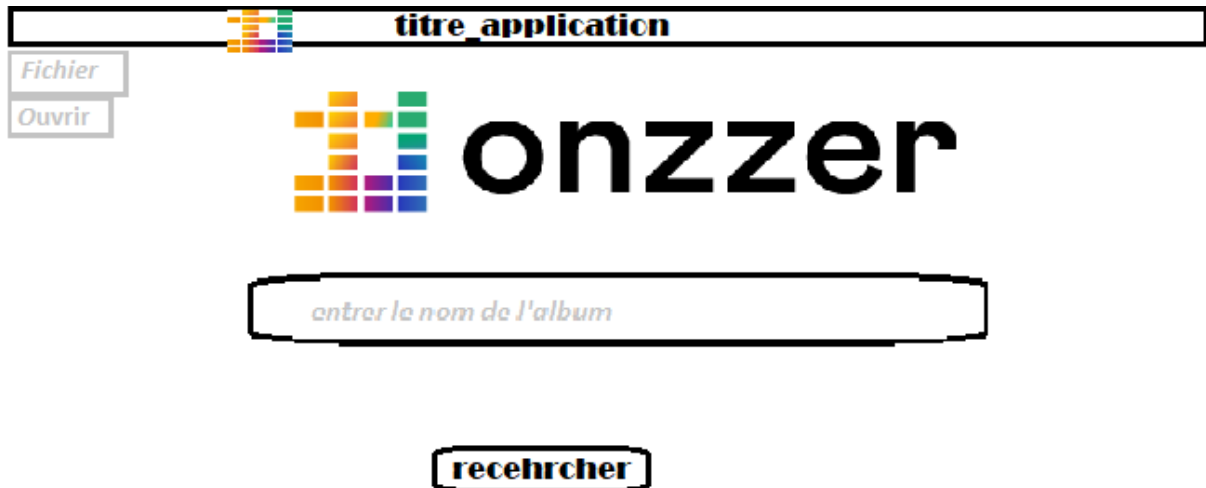 titre_application
Fichier
Ouvrir
onzzer
entrer le nom de l'album
recehrcher